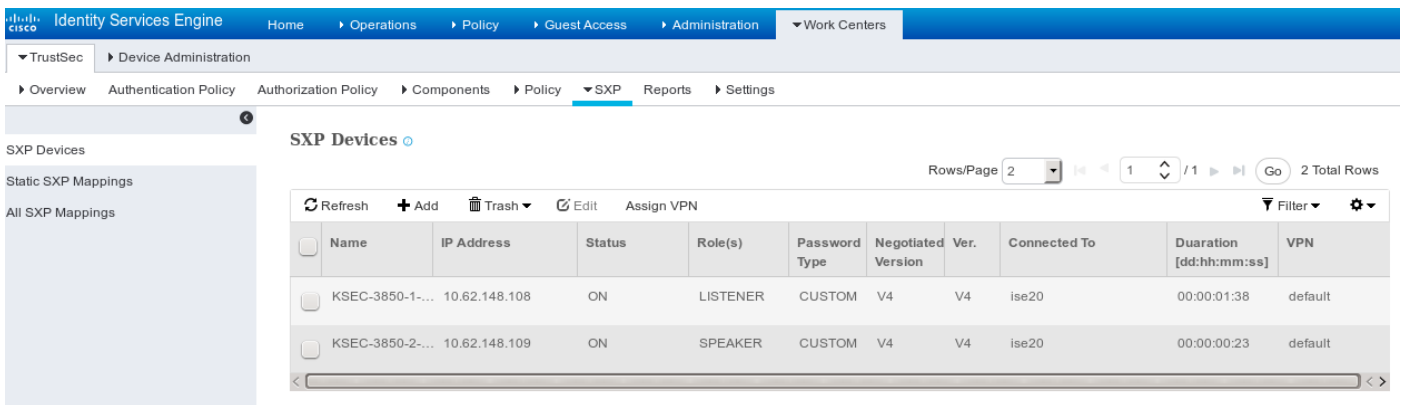 cisco Identity Services Engine Home Operations Policy Guest Access Administration Work Centers
TrustSec Device Administration
Overview Authentication Policy Authorization Policy Components Policy SXP Reports Settings
SXP Devices
Static SXP Mappings
All SXP Mappings
SXP Devices
Rows/Page 2 1 / 1 Go 2 Total Rows
Refresh Add Trash Edit Assign VPN Filter
Name IP Address Status Role(s) Password Type Negotiated Version Ver. Connected To Duaration [dd:hh:mm:ss] VPN
KSEC-3850-1-... 10.62.148.108 ON LISTENER CUSTOM V4 V4 ise20 00:00:01:38 default
KSEC-3850-2-... 10.62.148.109 ON SPEAKER CUSTOM V4 V4 ise20 00:00:00:23 default